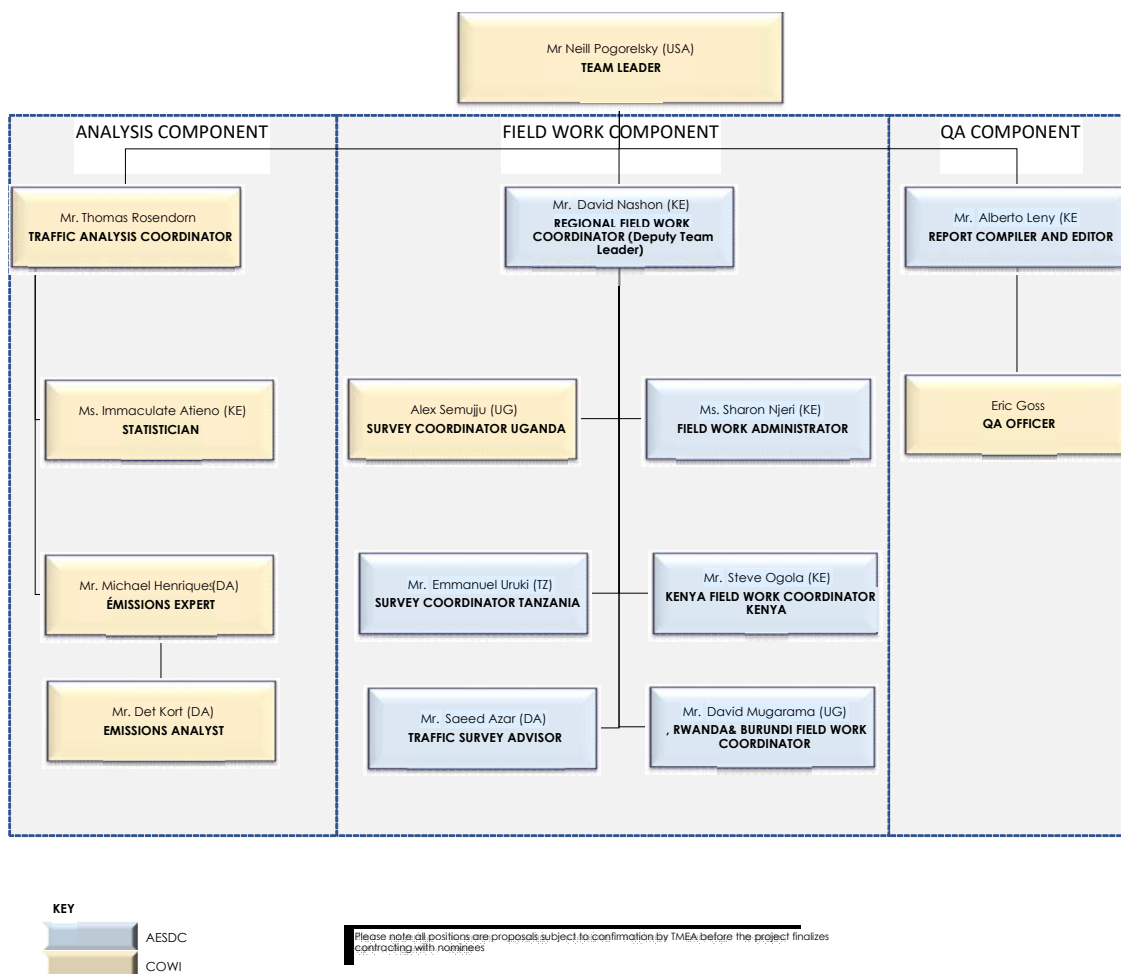 Mr Neill Pogorelsky (USA)
TEAM LEADER
ANALYSIS COMPONENT
FIELD WORK COMPONENT
QA COMPONENT
Mr. Thomas Rosendorn
TRAFFIC ANALYSIS COORDINATOR
Mr. David Nashon (KE)
REGIONAL FIELD WORK
COORDINATOR (Deputy Team
Leader)
Mr. Alberto Leny (KE
REPORT COMPILER AND EDITOR
Ms. Immaculate Atieno (KE)
STATISTICIAN
Alex Semujju (UG)
SURVEY COORDINATOR UGANDA
Ms. Sharon Njeri (KE)
FIELD WORK ADMINISTRATOR
Eric Goss
QA OFFICER
Mr. Michael Henriques(DA)
ÉMISSIONS EXPERT
Mr. Emmanuel Uruki (TZ)
SURVEY COORDINATOR TANZANIA
Mr. Steve Ogola (KE)
KENYA FIELD WORK COORDINATOR
KENYA
Mr. Det Kort (DA)
EMISSIONS ANALYST
Mr. Saeed Azar (DA)
TRAFFIC SURVEY ADVISOR
Mr. David Mugarama (UG)
, RWANDA& BURUNDI FIELD WORK
COORDINATOR
KEY
AESDC
COWI
Please note all positions are proposals subject to confirmation by TMEA before the project finalizes
contracting with nominees